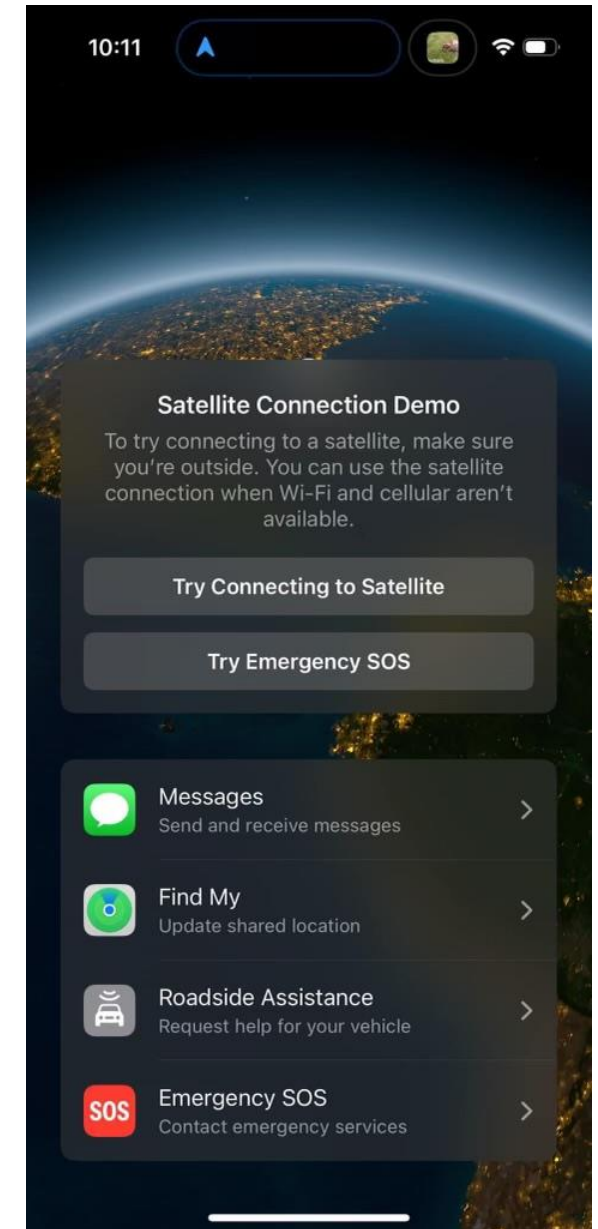 10:11
Satellite Connection Demo
To try connecting to a satellite, make sure
you're outside. You can use the satellite
connection when Wi-Fi and cellular aren't
available.
Try Connecting to Satellite
Try Emergency SOS
Messages
Send and receive messages
Find My
Update shared location
Roadside Assistance
Request help for your vehicle
SOS
Emergency SOS
Contact emergency services